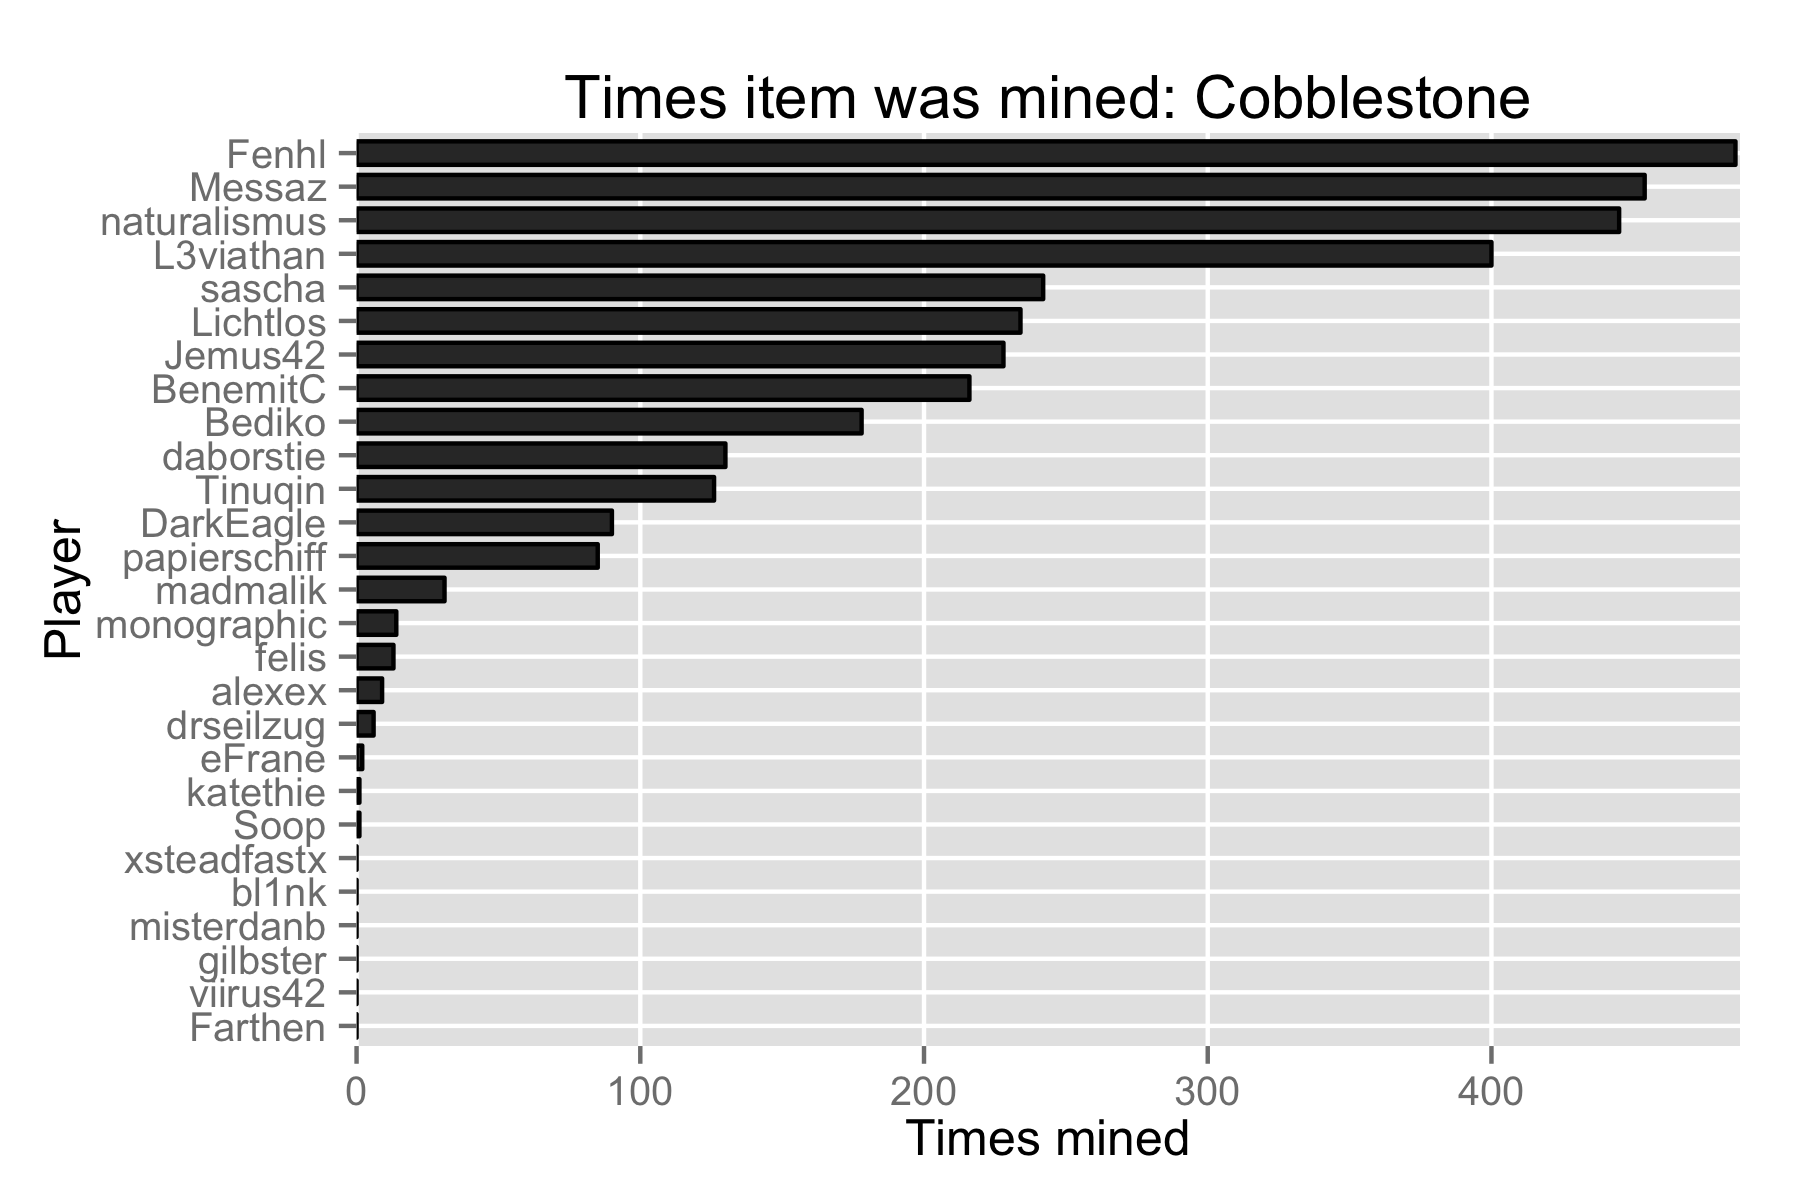 Times item was mined: Cobblestone
Fenhl
Messaz
naturalismus
L3viathan
sascha
Lichtlos
Jemus42
BenemitC
Bediko
daborstie
Tinuqin
DarkEagle
papierschiff
madmalik
monographic
felis
alexex
drseilzug
eFrane
katethie
Soop
xsteadfastx
bl1nk
misterdanb
gilbster
viirus42
Farthen
Player
0 100 200 300 400
Times mined